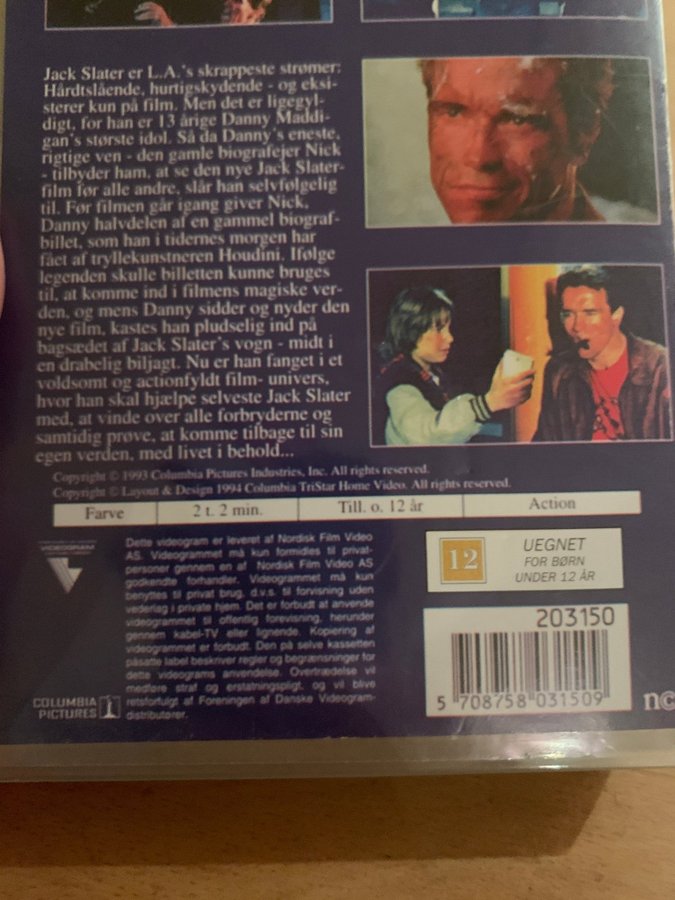 Jack Slater er L.A.'s skrappeste strømer:
Hårdtslående, hurtigskydende - og eksi-
sterer kun på film. Men det er ligegyl-
digt, for han er 13 årige Danny Maddi-
gan's største idol. Så da Danny's eneste,
rigtige ven - den gamle biografejer Nick
- tilbyder ham, at se den nye Jack Slater-
film før alle andre, slår han selvfølgelig
til. Før filmen går igang giver Nick,
Danny halvdelen af en gammel biograf-
billet, som han i tidernes morgen har
fået af tryllekunstneren Houdini. Ifølge
legenden skulle billetten kunne bruges
til, at komme ind i filmens magiske ver-
den, og mens Danny sidder og nyder den
nye film, kastes han pludselig ind på
bagsædet af Jack Slater's vogn - midt i
en drabelig biljagt. Nu er han fanget i et
voldsomt og actionfyldt film- univers,
hvor han skal hjælpe selveste Jack Slater
med, at vinde over alle forbryderne og
samtidig prøve, at komme tilbage til sin
egen verden, med livet i behold...
Copyright © 1993 Columbia Pictures Industries, Inc. All rights reserved.
Copyright © Layout & Design 1994 Columbia TriStar Home Video. All rights reserved.
Farve 2 t. 2 min. Till. o. 12 år Action
VIDEOGRAM
Dette videogram er leveret af Nordisk Film Video
AS. Videogrammet må kun formidles til privat-
personer gennem en af Nordisk Film Video AS
godkendte forhandler. Videogrammet må kun
benyttes til privat brug, d.v.s. til forvisning uden
vederlag i private hjem. Det er forbudt at anvende
videogrammet til offentlig forevisning, herunder
gennem kabel-TV eller lignende. Kopiering af
videogrammet er forbudt. Den på selve kassetten
påsatte label beskriver regler og begrænsninger for
dette videograms anvendelse. Overtrædelse vil
medføre straf og erstatningspligt, og vil blive
retsforfulgt af Foreningen af Danske Videogram-
distributører.
COLUMBIA
PICTURES
12
UEGNET
FOR BØRN
UNDER 12 ÅR
203150
5 708758 031509